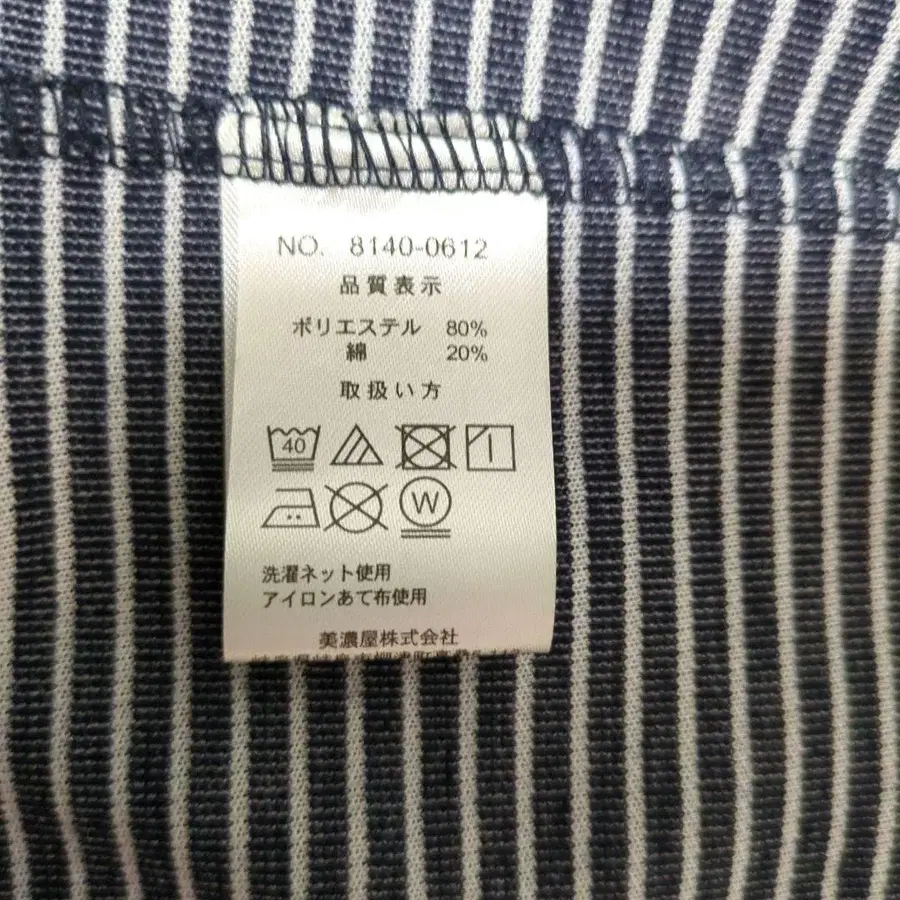 NO. 8140-0612
品質表示
ポリエステル 80%
綿 20%
取扱い方
40
W
洗濯ネット使用
アイロンあて布使用
美濃屋株式会社